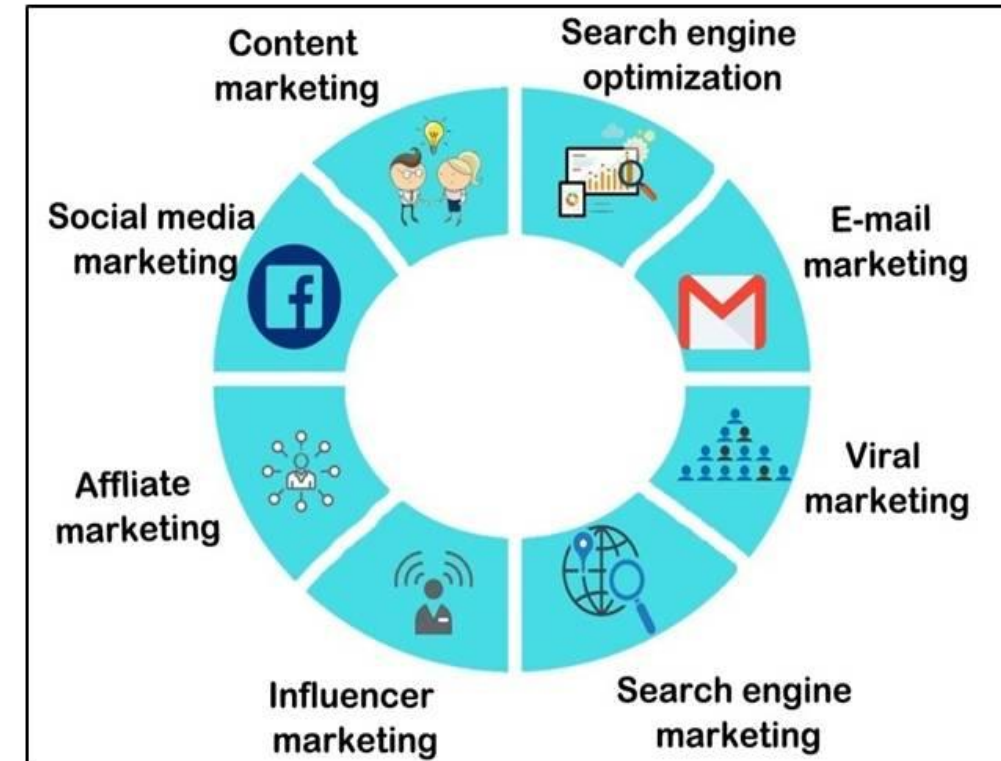 Content
marketing
Search engine
optimization
Social media
marketing
E-mail
marketing
Affliate
marketing
Viral
marketing
Influencer
marketing
Search engine
marketing